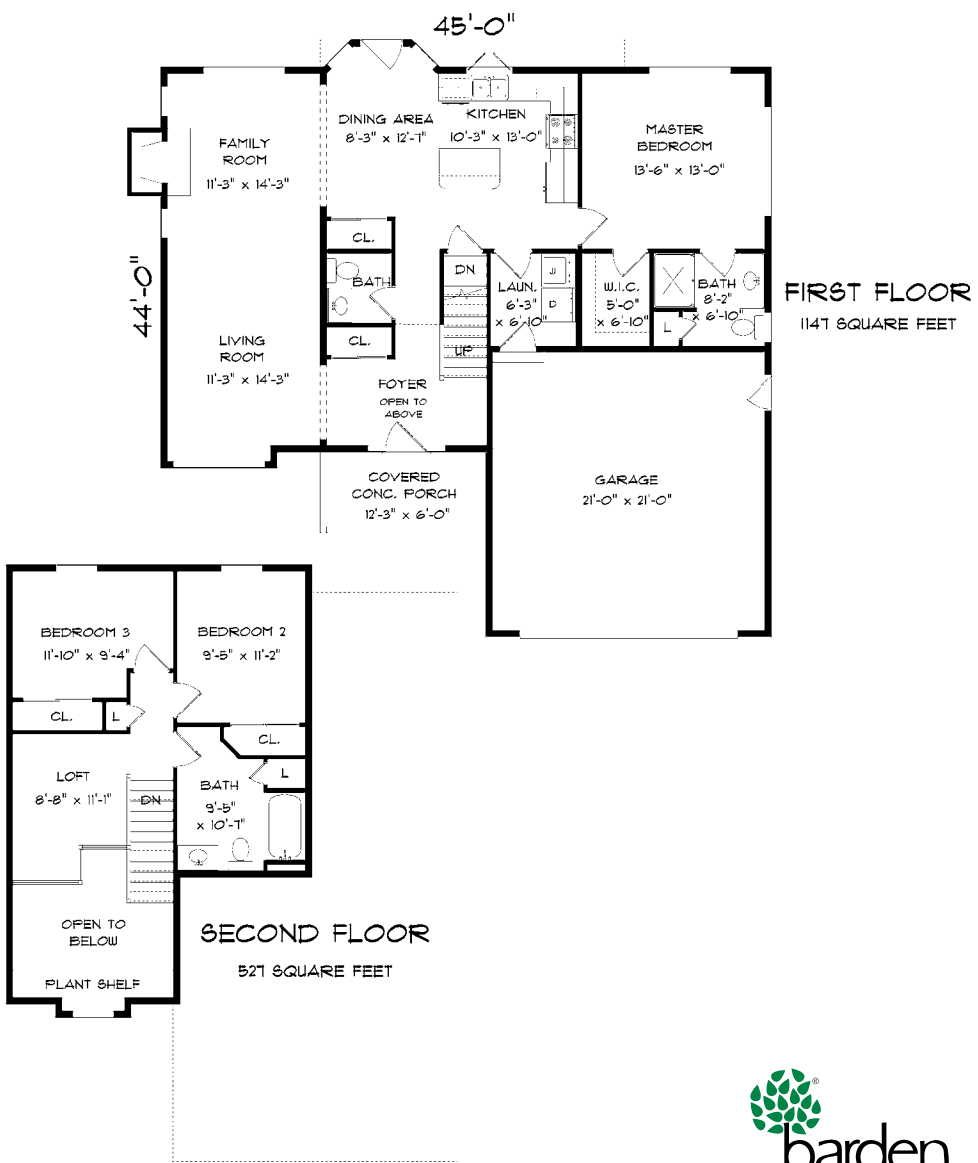 45'-0"
FAMILY
ROOM
11'-3" x 14'-3"
DINING AREA
8'-3" x 12'-7"
KITCHEN
10'-3" x 13'-0"
MASTER
BEDROOM
13'-6" x 13'-0"
44'-0"
CL.
BATH
CL.
DN
UP
LAUN.
6'-3"
x 6'-10"
D
W.I.C.
5'-0"
x 6'-10"
BATH
8'-2"
x 6'-10"
L
FIRST FLOOR
1147 SQUARE FEET
LIVING
ROOM
11'-3" x 14'-3"
FOYER
OPEN TO
ABOVE
COVERED
CONC. PORCH
12'-3" x 6'-0"
GARAGE
21'-0" x 21'-0"
BEDROOM 3
11'-10" x 9'-4"
BEDROOM 2
9'-5" x 11'-2"
CL.
L
CL.
LOFT
8'-8" x 11'-1"
DN
BATH
9'-5"
x 10'-7"
L
OPEN TO
BELOW
PLANT SHELF
SECOND FLOOR
527 SQUARE FEET
®
barden